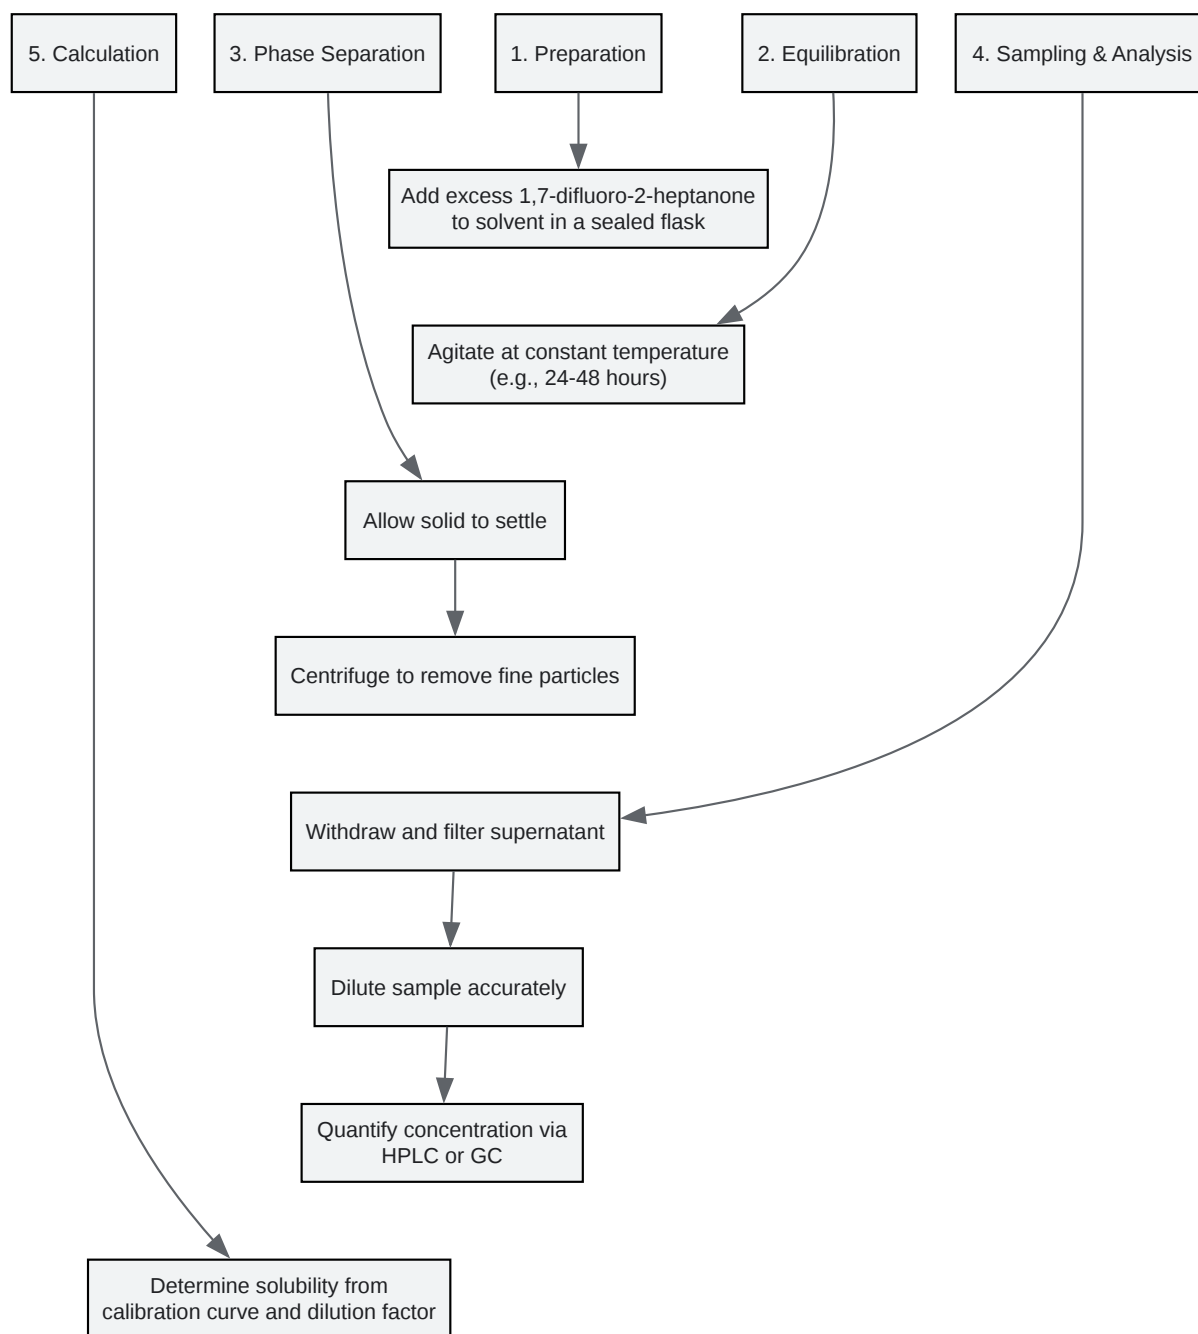 5. Calculation
3. Phase Separation
1. Preparation
2. Equilibration
4. Sampling & Analysis
Add excess 1,7-difluoro-2-heptanone
to solvent in a sealed flask
Agitate at constant temperature
(e.g., 24-48 hours)
Allow solid to settle
Centrifuge to remove fine particles
Withdraw and filter supernatant
Dilute sample accurately
Quantify concentration via
HPLC or GC
Determine solubility from
calibration curve and dilution factor